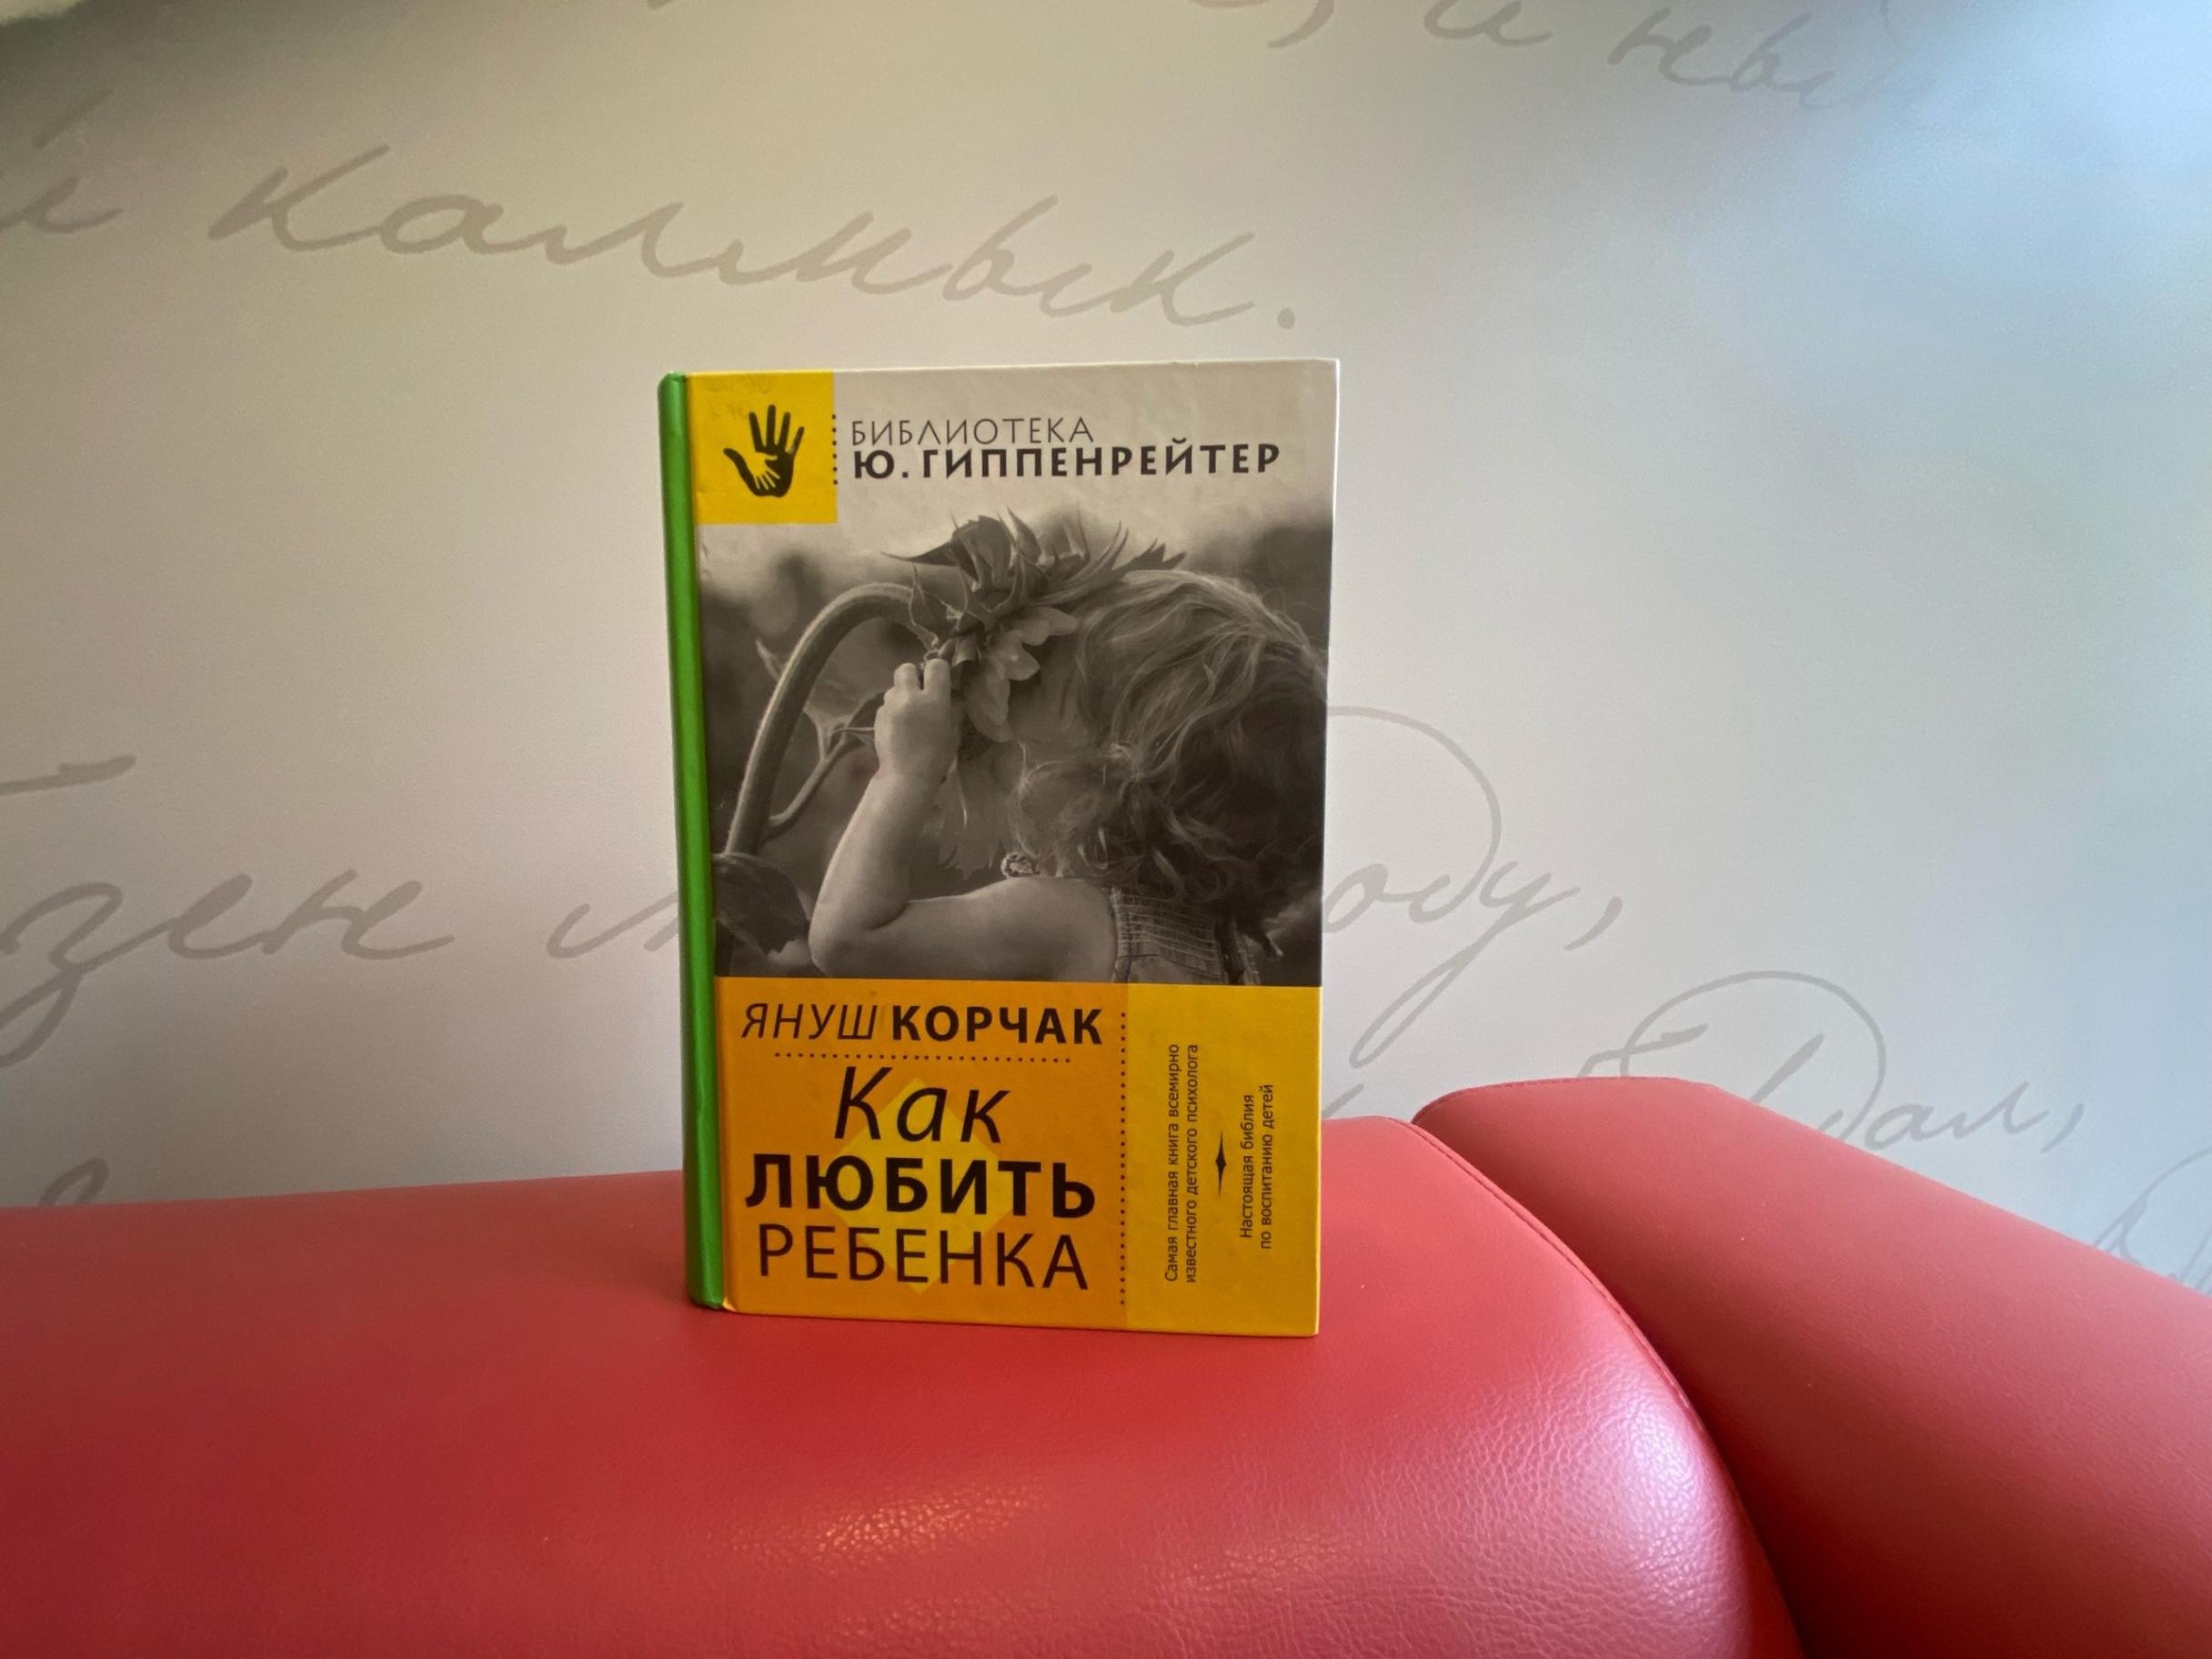 и
й калмык.
БИБЛИОТЕКА
Ю. ГИППЕНРЕЙТЕР
ЯНУШ КОРЧАК
Как
ЛЮБИТЬ
РЕБЕНКА
Самая главная книга всемирно
известного детского психолога
Настоящая библия
по воспитанию детей